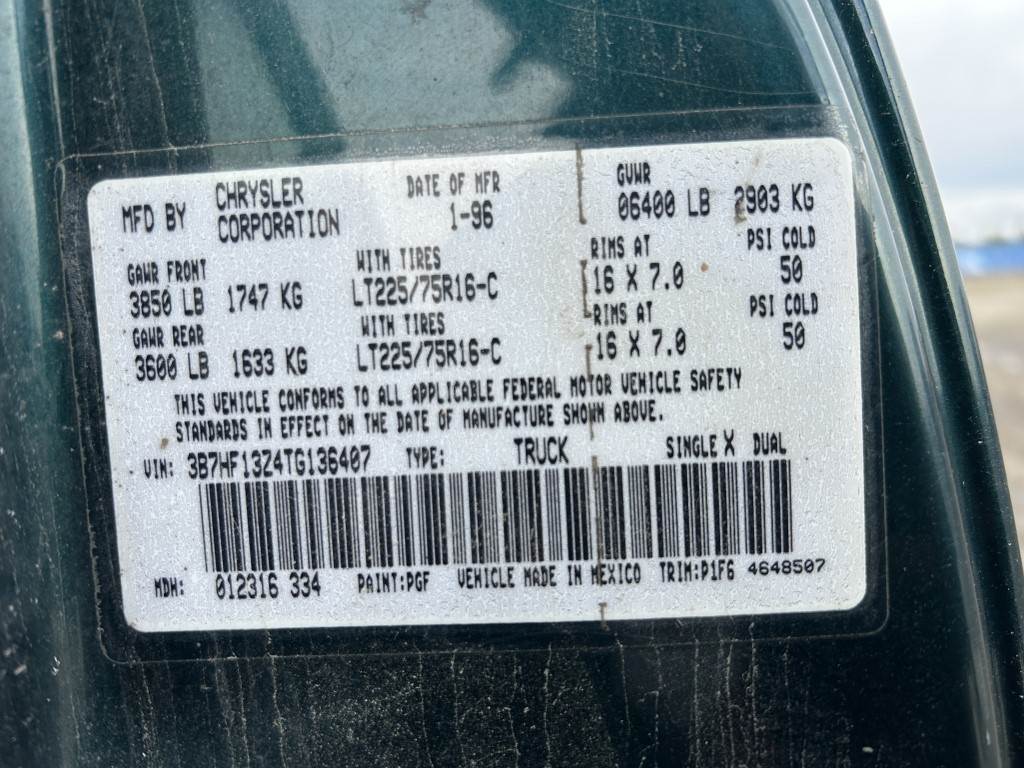 MFD BY CHRYSLER CORPORATION DATE OF MFR 1-96 GVWR 06400 LB 2903 KG
GAWR FRONT WITH TIRES RIMS AT PSI COLD
3850 LB 1747 KG LT225/75R16-C 16 X 7.0 50
GAWR REAR WITH TIRES RIMS AT PSI COLD
3600 LB 1633 KG LT225/75R16-C 16 X 7.0 50
THIS VEHICLE CONFORMS TO ALL APPLICABLE FEDERAL MOTOR VEHICLE SAFETY
STANDARDS IN EFFECT ON THE DATE OF MANUFACTURE SHOWN ABOVE.
VIN: 3B7HF13Z4TG136407 TYPE: TRUCK SINGLE X DUAL
MDH: 012316 334 PAINT:PGF VEHICLE MADE IN MEXICO TRIM:P1F6 4648507